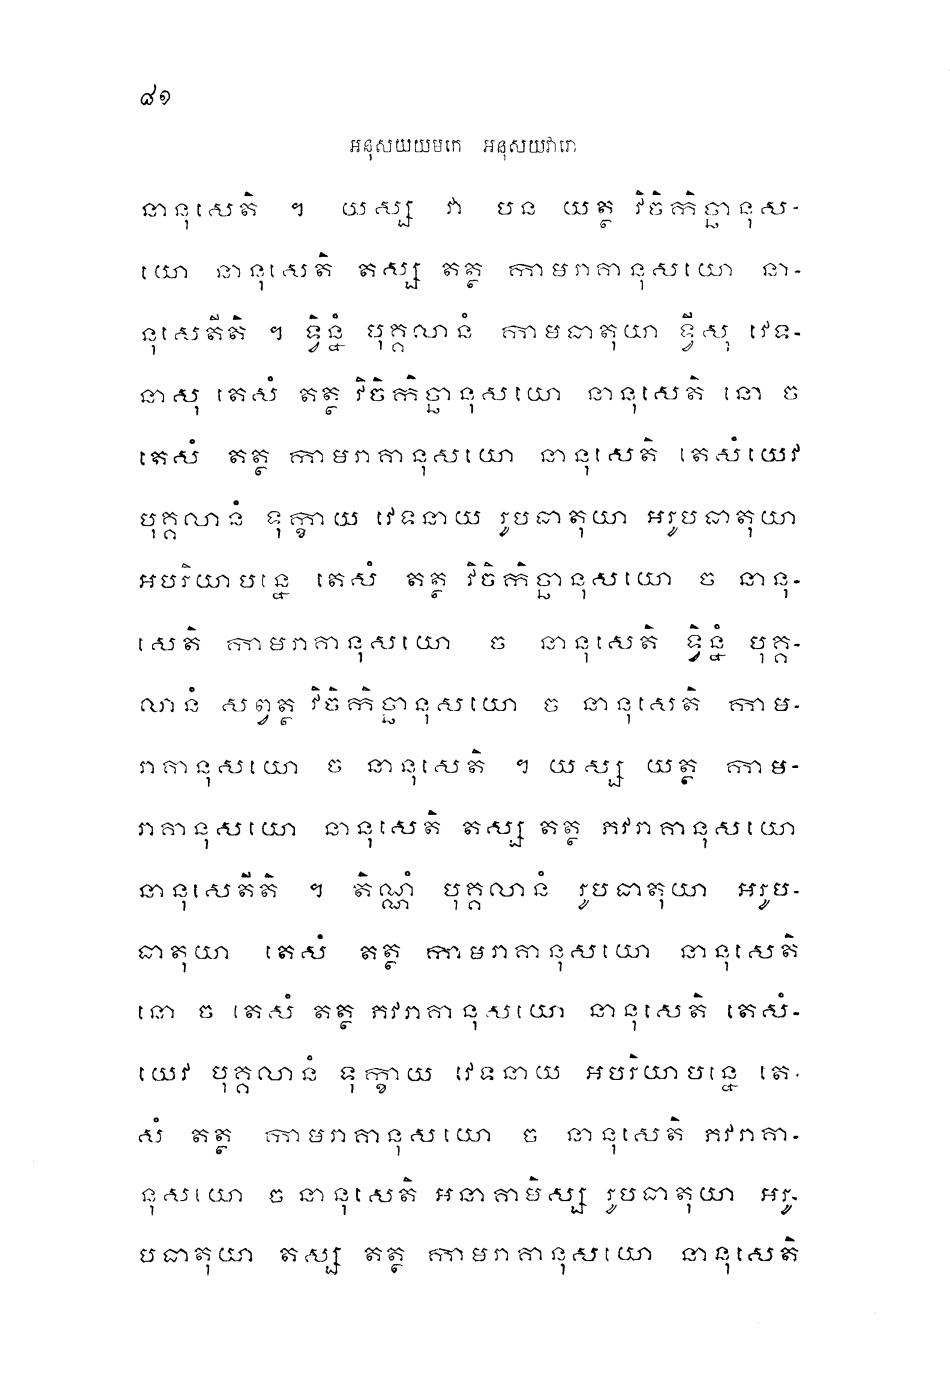 ៨១
អនុសយយមកេ អនុសយវារោ
នានុសេតិ ។ យស្ស វា បន យត្ថ វិចិកិច្ឆានុស-
យោ នានុសេតិ តស្ស តត្ថ កាមរាគានុសយោ នា-
នុសេតីតិ ។ ទ្វិន្នំ បុគ្គលានំ កាមធាតុយា ទ្វីសុ វេទ-
នាសុ តេសំ តត្ថ វិចិកិច្ឆានុសយោ នានុសេតិ នោ ច
តេសំ តត្ថ កាមរាគានុសយោ នានុសេតិ តេសំយេវ
បុគ្គលានំ ទុក្ខាយ វេទនាយ រូបធាតុយា អរូបធាតុយា
អបរិយាបន្នេ តេសំ តត្ថ វិចិកិច្ឆានុសយោ ច នានុ-
សេតិ កាមរាគានុសយោ ច នានុសេតិ ទ្វិន្នំ បុគ្គ-
លានំ សព្វត្ថ វិចិកិច្ឆានុសយោ ច នានុសេតិ កាម-
រាគានុសយោ ច នានុសេតិ ។ យស្ស យត្ថ កាម-
រាគានុសយោ នានុសេតិ តស្ស តត្ថ ភវរាគានុសយោ
នានុសេតីតិ ។ តិណ្ណំ បុគ្គលានំ រូបធាតុយា អរូប-
ធាតុយា តេសំ តត្ថ កាមរាគានុសយោ នានុសេតិ
នោ ច តេសំ តត្ថ ភវរាគានុសយោ នានុសេតិ តេសំ-
យេវ បុគ្គលានំ ទុក្ខាយ វេទនាយ អបរិយាបន្នេ តេ-
សំ តត្ថ កាមរាគានុសយោ ច នានុសេតិ ភវរាគា-
នុសយោ ច នានុសេតិ អនាគាមិស្ស រូបធាតុយា អរូ-
បធាតុយា តស្ស តត្ថ កាមរាគានុសយោ នានុសេតិ